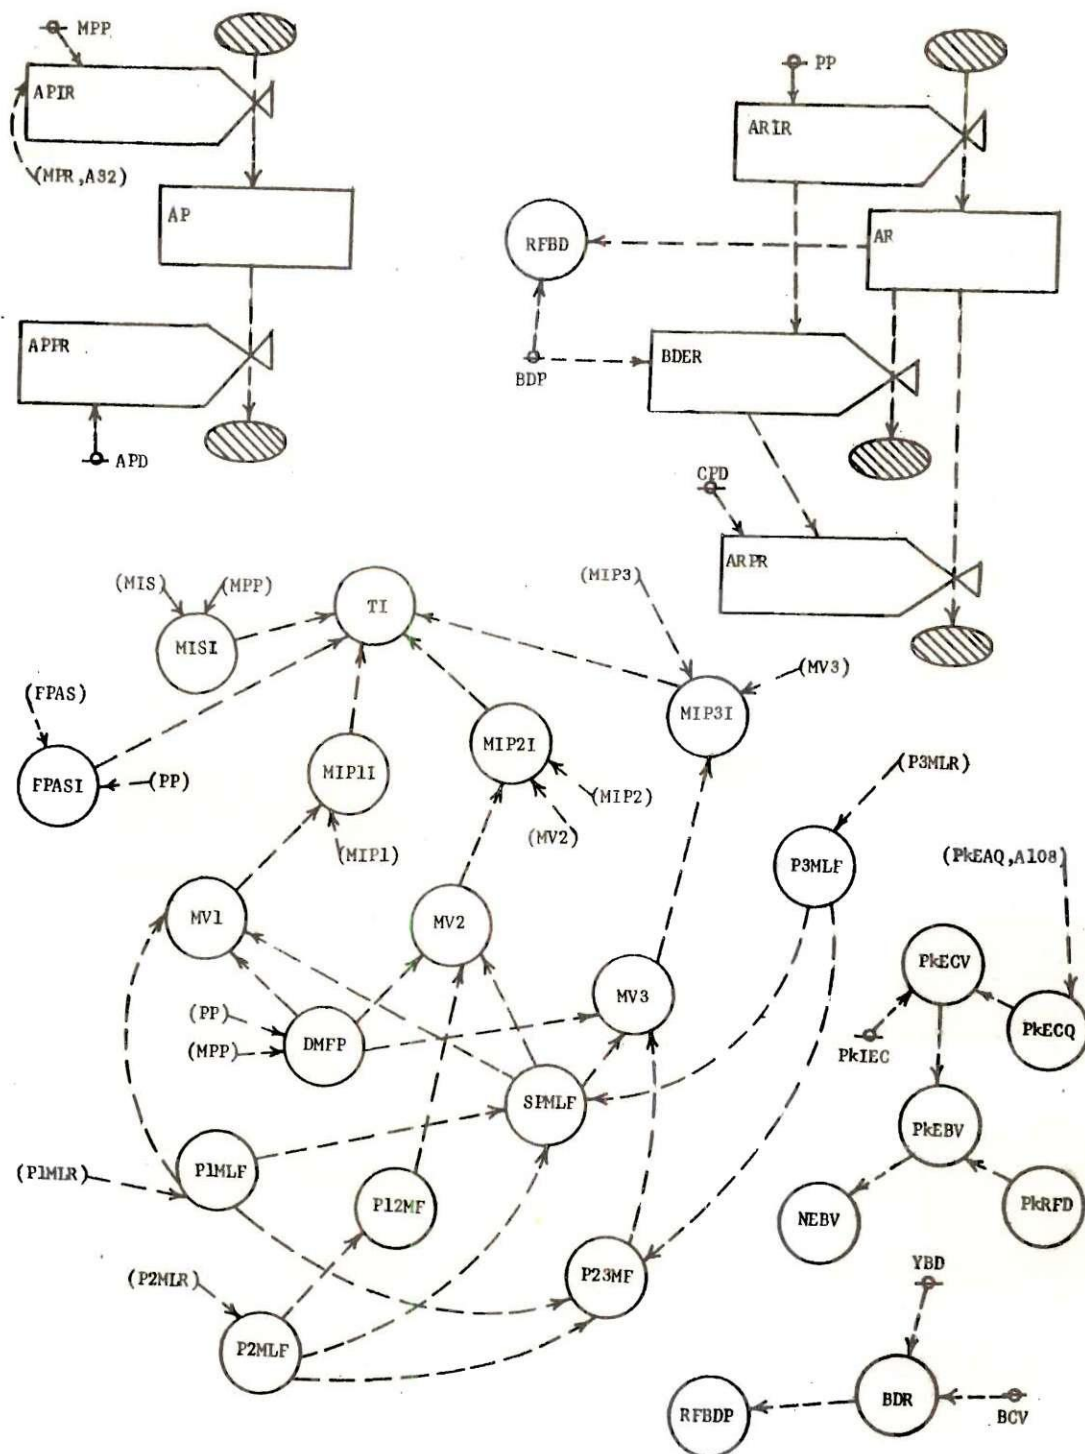 MPP
APIR
(MPR,A32)
AP
APPR
APD
PP
ARIR
AR
RFBD
BDER
BDP
CPD
ARPR
(MIS)
(MPP)
TI
(MIP3)
MISI
(MV3)
(FPAS)
MIP3I
MIP2I
FPASI
(PP)
MIP1I
(P3MLR)
(MIP2)
(MV2)
(MIP1)
P3MLF
(PkEAQ,A108)
MV1
MV2
PkECV
MV3
(PP)
(MPP)
DMFP
PkECQ
PkIEC
SPMLF
PkEBV
P1MLF
(P1MLR)
P12MF
NEBV
PkRFD
(P2MLR)
P23MF
YBD
P2MLF
BDR
RFBDP
BCV